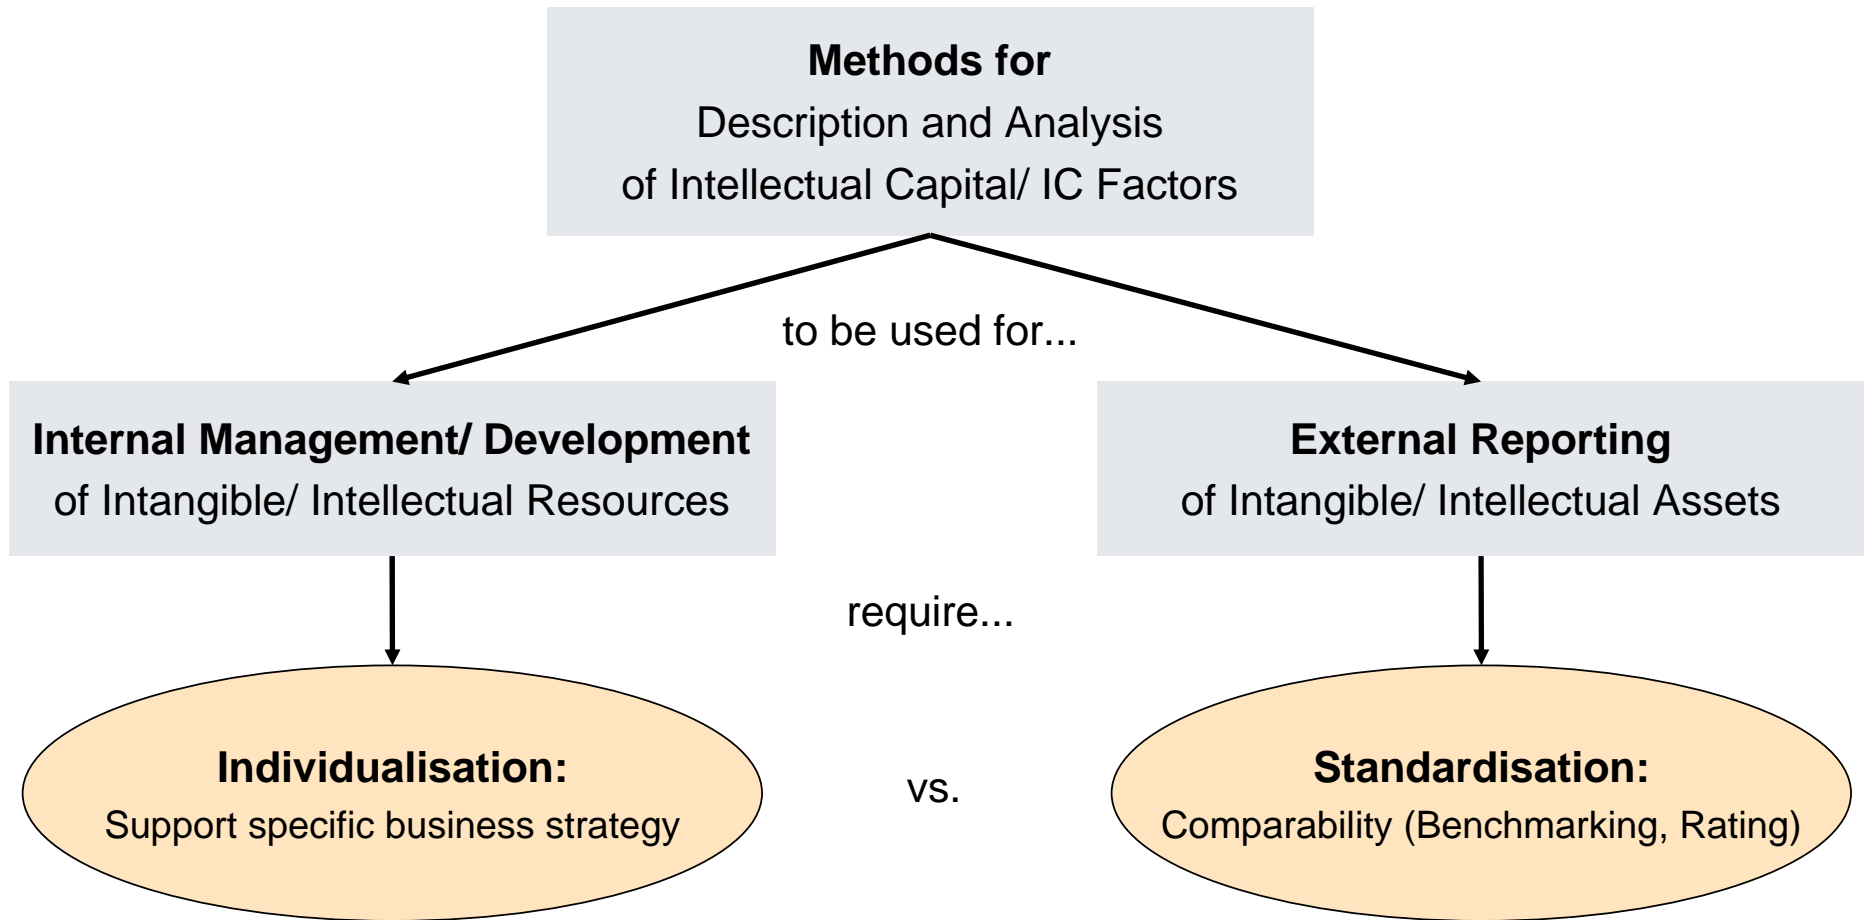 Methods for
Description and Analysis
of Intellectual Capital/ IC Factors
to be used for...
Internal Management/ Development
of Intangible/ Intellectual Resources
External Reporting
of Intangible/ Intellectual Assets
require...
Individualisation:
Support specific business strategy
vs.
Standardisation:
Comparability (Benchmarking, Rating)